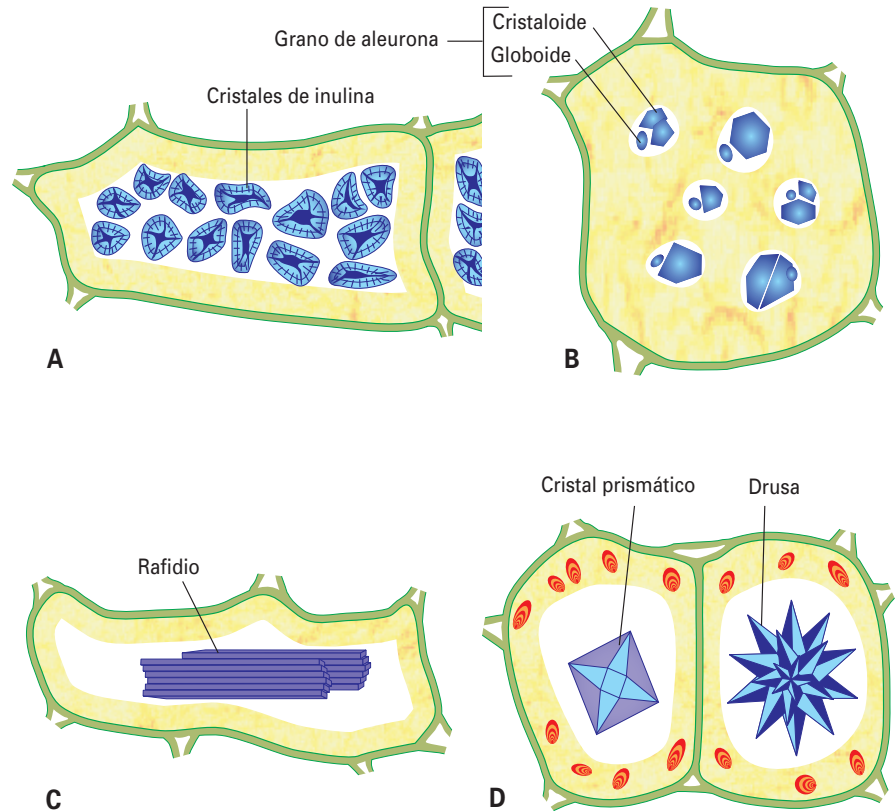 Grano de aleurona
Cristaloide
Globoide
Cristales de inulina
A
B
Rafidio
Cristal prismático
Drusa
C
D